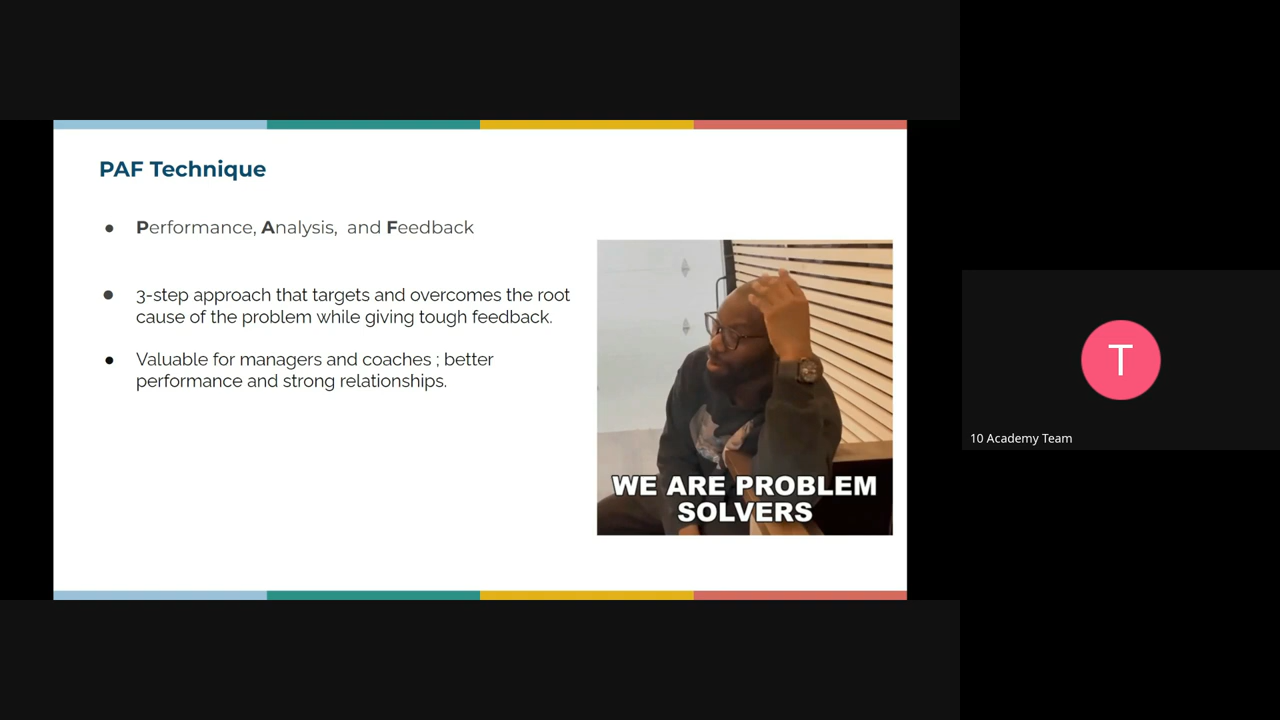 PAF Technique
● Performance, Analysis, and Feedback
● 3-step approach that targets and overcomes the root
cause of the problem while giving tough feedback.
● Valuable for managers and coaches ; better
performance and strong relationships.
WE ARE PROBLEM
SOLVERS
T
10 Academy Team